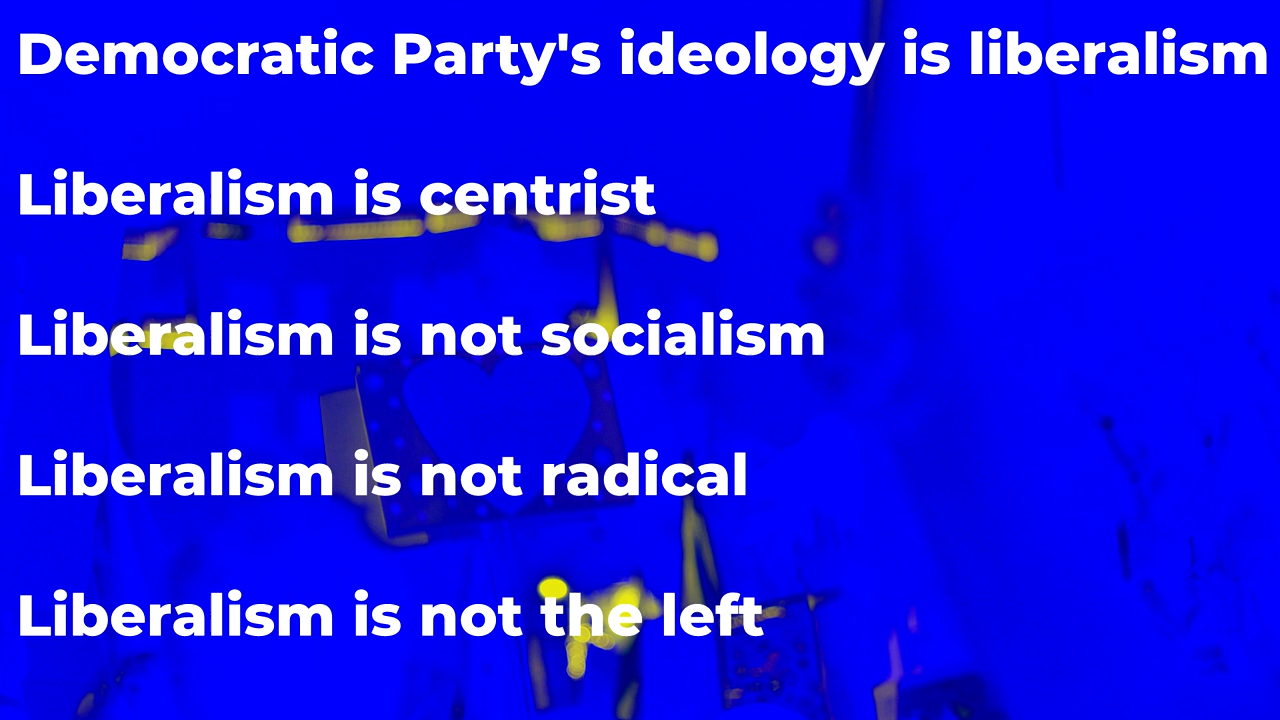 Democratic Party's ideology is liberalism
Liberalism is centrist
Liberalism is not socialism
Liberalism is not radical
Liberalism is not the left